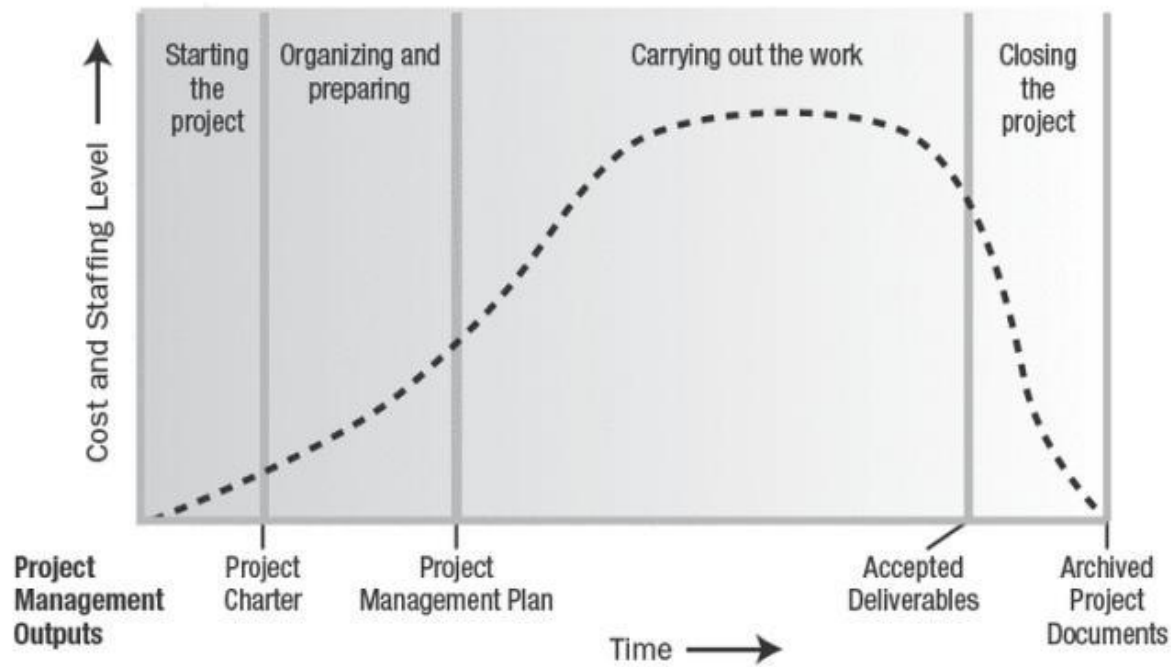 Starting
the
project
Organizing and
preparing
Carrying out the work
Closing
the
project
Cost and Staffing Level
Project
Management
Outputs
Project
Charter
Project
Management Plan
Accepted
Deliverables
Archived
Project
Documents
Time